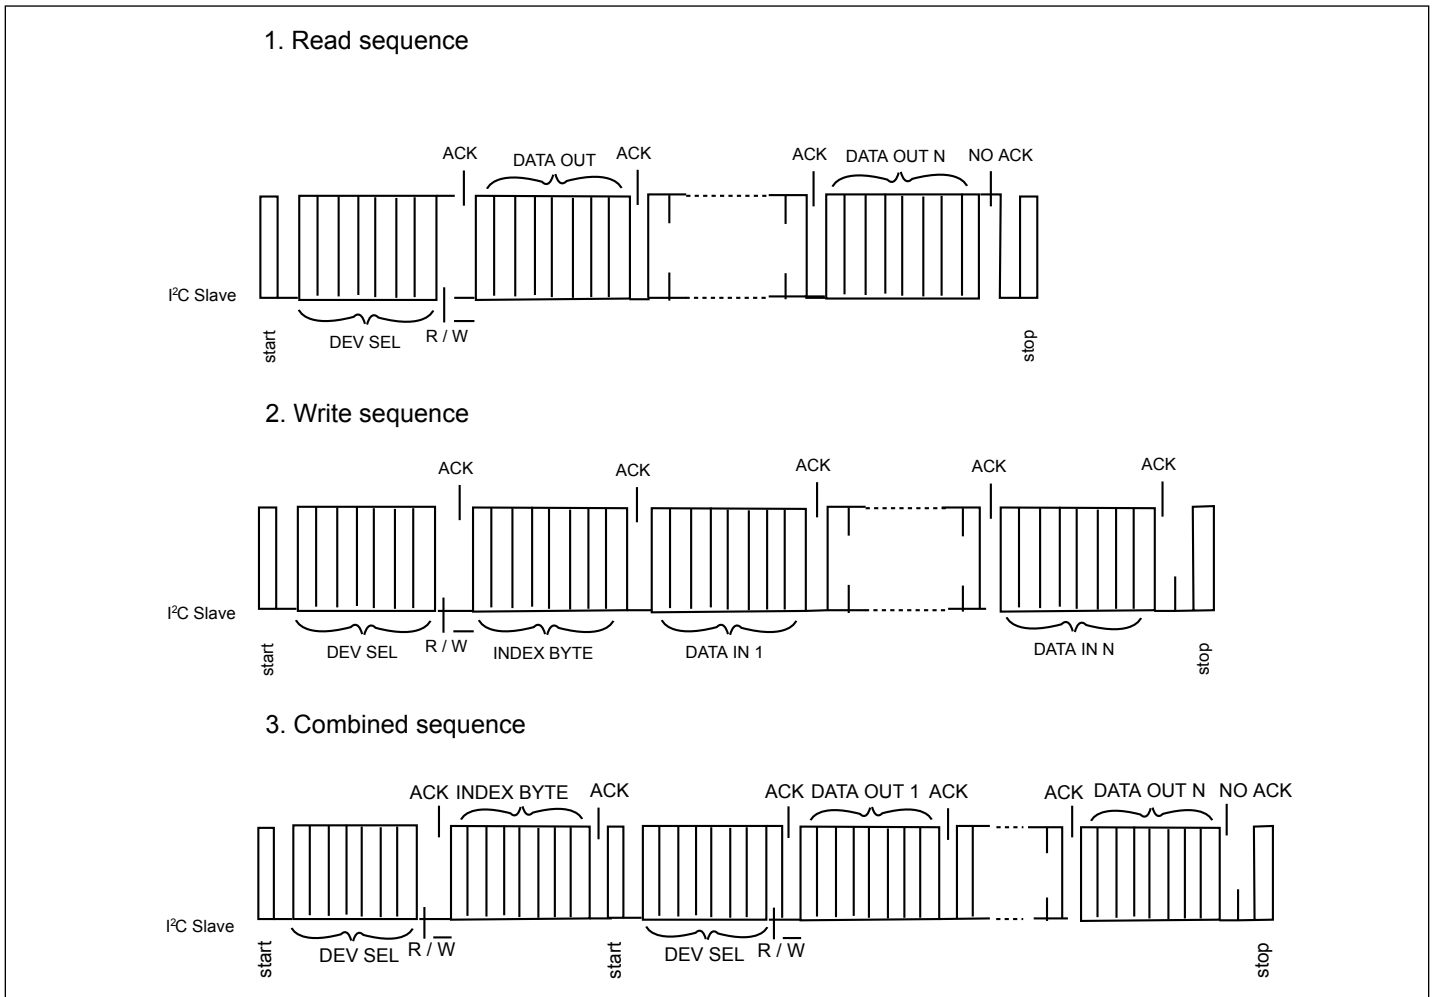 1. Read sequence
ACK DATA OUT ACK ACK DATA OUT N NO ACK
I²C Slave
start DEV SEL R / W̅ stop
2. Write sequence
ACK ACK ACK ACK ACK
I²C Slave
start DEV SEL R / W̅ INDEX BYTE DATA IN 1 DATA IN N stop
3. Combined sequence
ACK INDEX BYTE ACK ACK DATA OUT 1 ACK ACK DATA OUT N NO ACK
I²C Slave
start DEV SEL R / W̅ start DEV SEL R / W̅ stop